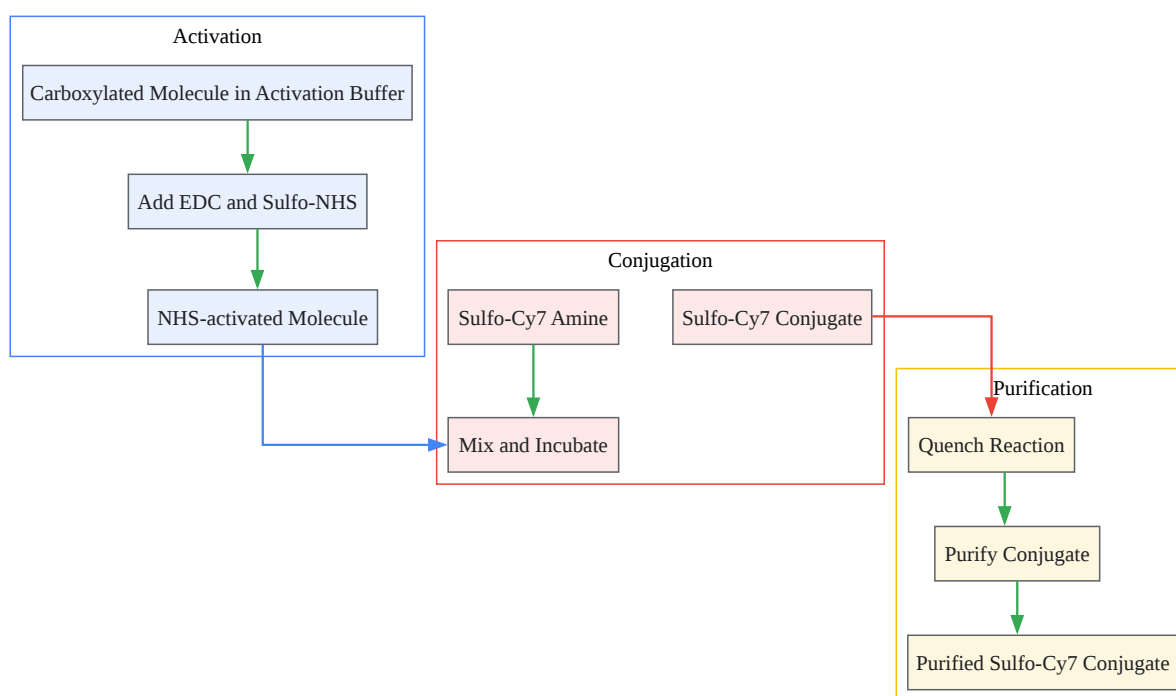 Activation
Carboxylated Molecule in Activation Buffer
Add EDC and Sulfo-NHS
NHS-activated Molecule
Conjugation
Sulfo-Cy7 Amine
Sulfo-Cy7 Conjugate
Mix and Incubate
Purification
Quench Reaction
Purify Conjugate
Purified Sulfo-Cy7 Conjugate